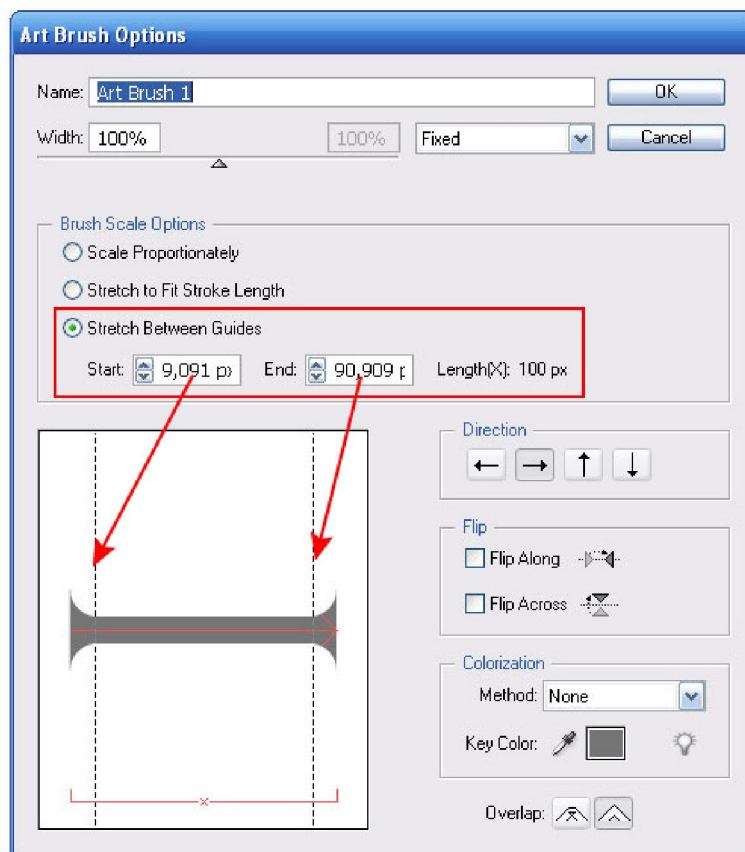 Art Brush Options
Name: Art Brush 1 OK
Width: 100% 100% Fixed Cancel
Brush Scale Options
Scale Proportionately
Stretch to Fit Stroke Length
Stretch Between Guides
Start: 9,091 px End: 90,909 p Length(X): 100 px
Direction
Flip
Flip Along
Flip Across
Colorization
Method: None
Key Color:
Overlap:
x